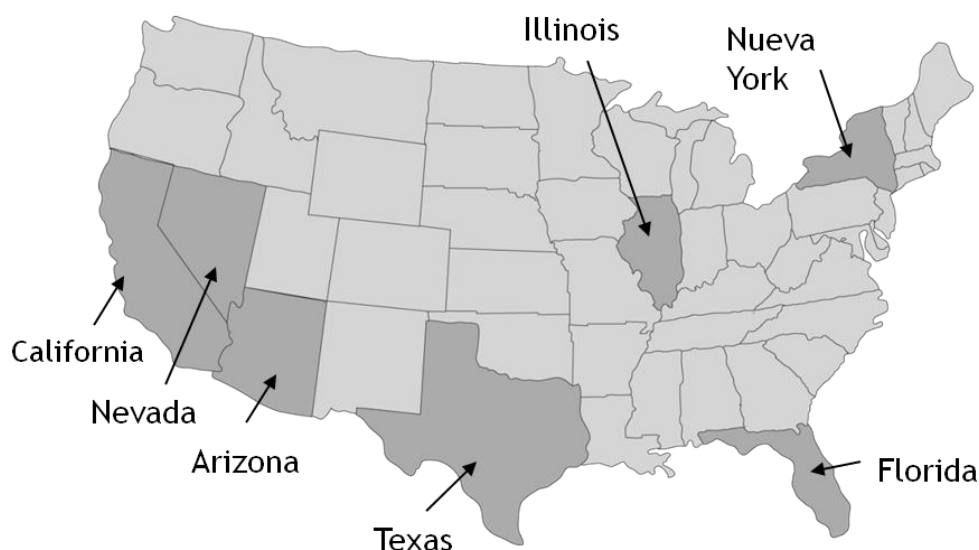 Illinois
Nueva
York
California
Nevada
Arizona
Texas
Florida